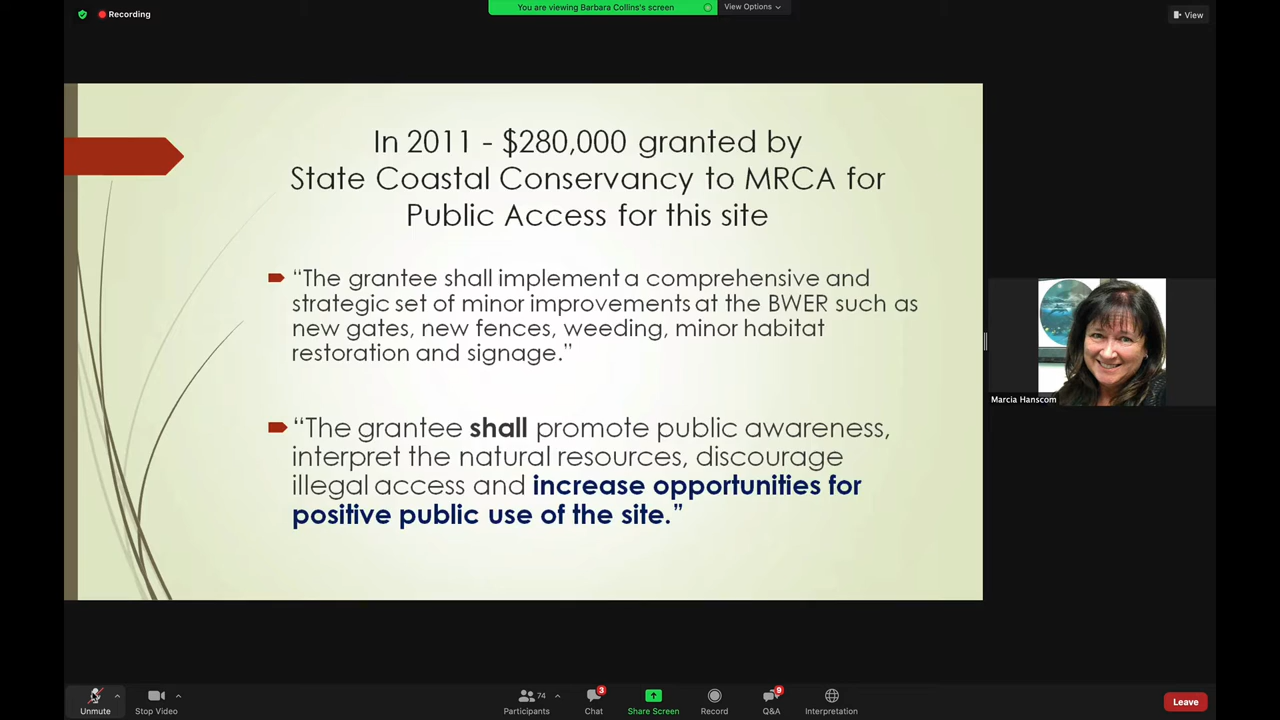 Recording
You are viewing Barbara Collins's screen
View Options
View
In 2011 - $280,000 granted by
State Coastal Conservancy to MRCA for
Public Access for this site
“The grantee shall implement a comprehensive and
strategic set of minor improvements at the BWER such as
new gates, new fences, weeding, minor habitat
restoration and signage.”
“The grantee shall promote public awareness,
interpret the natural resources, discourage
illegal access and increase opportunities for
positive public use of the site.”
Marcia Hanscom
Unmute
Stop Video
74
Participants
3
Chat
Share Screen
Record
9
Q&A
Interpretation
Leave